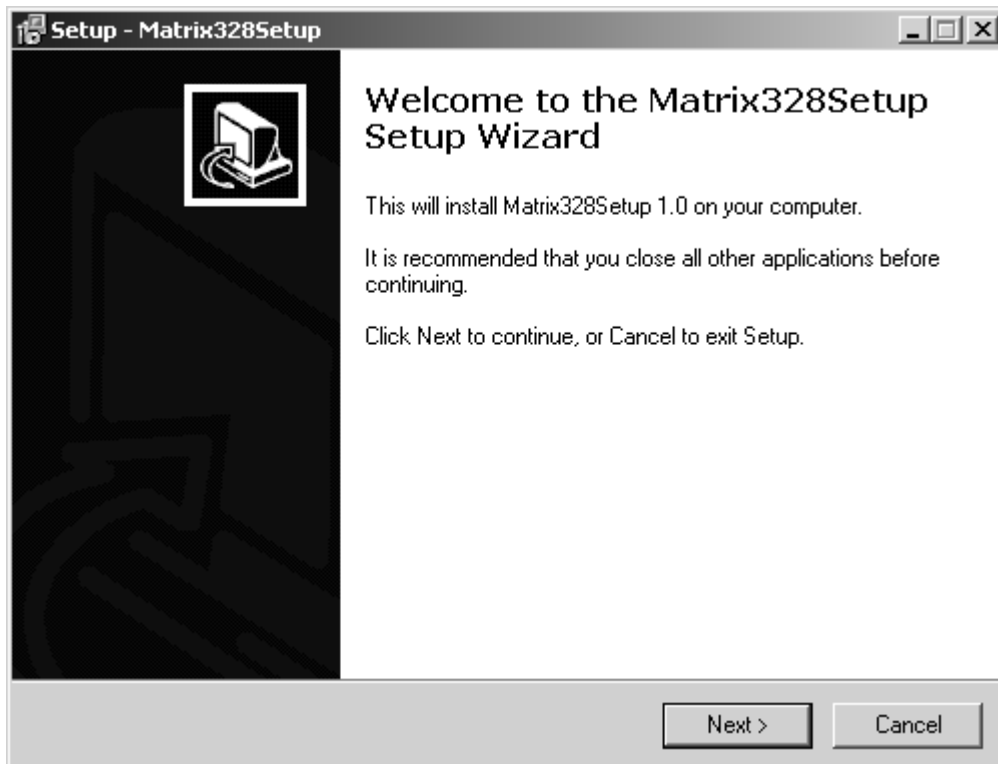 Setup - Matrix328Setup
Welcome to the Matrix328Setup
Setup Wizard
This will install Matrix328Setup 1.0 on your computer.
It is recommended that you close all other applications before
continuing.
Click Next to continue, or Cancel to exit Setup.
Next >
Cancel